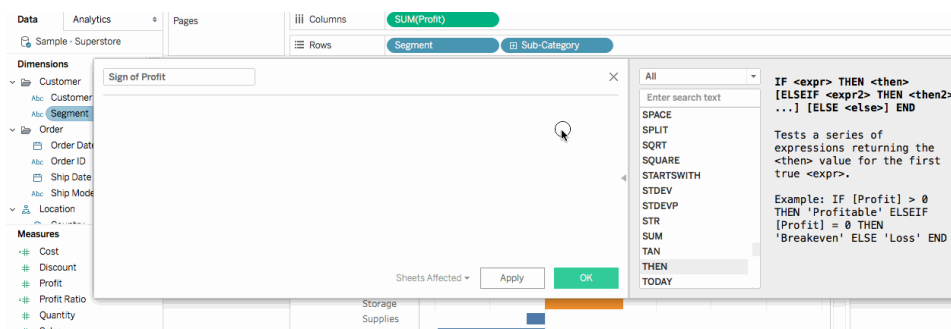 Data Analytics Pages iii Columns SUM(Profit)
Sample - Superstore Rows Segment Sub-Category
Dimensions
Customer
Abc Customer
Abc Segment
Order
Order Date
Abc Order ID
Ship Date
Abc Ship Mode
Location
Measures
# Cost
# Discount
# Profit
# Profit Ratio
# Quantity
Sign of Profit
Sheets Affected Apply OK
All
Enter search text
SPACE
SPLIT
SQRT
SQUARE
STARTSWITH
STDEV
STDEVP
STR
SUM
TAN
THEN
TODAY
IF <expr> THEN <then>
[ELSEIF <expr2> THEN <then2>
...] [ELSE <else>] END
Tests a series of
expressions returning the
<then> value for the first
true <expr>.
Example: IF [Profit] > 0
THEN 'Profitable' ELSEIF
[Profit] = 0 THEN
'Breakeven' ELSE 'Loss' END
Storage
Supplies